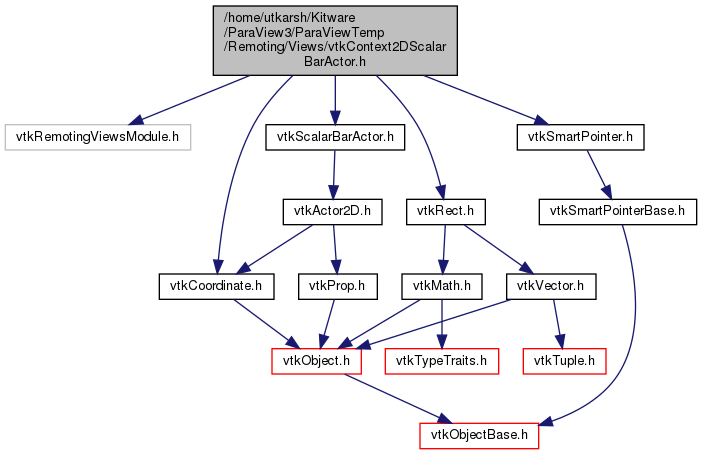 /home/utkarsh/Kitware
/ParaView3/ParaViewTemp
/Remoting/Views/vtkContext2DScalar
BarActor.h
vtkRemotingViewsModule.h
vtkScalarBarActor.h
vtkSmartPointer.h
vtkActor2D.h
vtkRect.h
vtkSmartPointerBase.h
vtkCoordinate.h
vtkProp.h
vtkMath.h
vtkVector.h
vtkObject.h
vtkTypeTraits.h
vtkTuple.h
vtkObjectBase.h